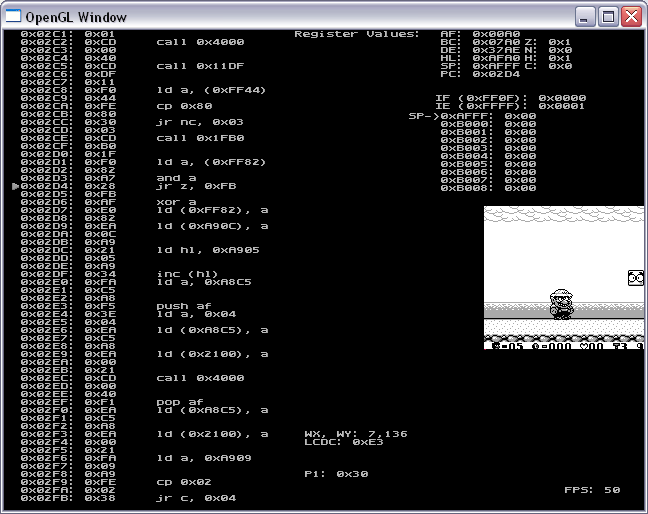 OpenGL Window
0x02C1: 0x01
0x02C2: 0xCD call 0x4000
0x02C3: 0x00
0x02C4: 0x40
0x02C5: 0xCD call 0x11DF
0x02C6: 0xDF
0x02C7: 0x11
0x02C8: 0xF0 ld a, (0xFF44)
0x02C9: 0x44
0x02CA: 0xFE cp 0x80
0x02CB: 0x80
0x02CC: 0x30 jr nc, 0x03
0x02CD: 0x03
0x02CE: 0xCD call 0x1FB0
0x02CF: 0xB0
0x02D0: 0x1F
0x02D1: 0xF0 ld a, (0xFF82)
0x02D2: 0x82
0x02D3: 0xA7 and a
0x02D4: 0x28 jr z, 0xFB
0x02D5: 0xFB
0x02D6: 0xAF xor a
0x02D7: 0xE0 ld (0xFF82), a
0x02D8: 0x82
0x02D9: 0xEA ld (0xA90C), a
0x02DA: 0x0C
0x02DB: 0xA9
0x02DC: 0x21 ld hl, 0xA905
0x02DD: 0x05
0x02DE: 0xA9
0x02DF: 0x34 inc (hl)
0x02E0: 0xFA ld a, 0xA8C5
0x02E1: 0xC5
0x02E2: 0xA8
0x02E3: 0xF5 push af
0x02E4: 0x3E ld a, 0x04
0x02E5: 0x04
0x02E6: 0xEA ld (0xA8C5), a
0x02E7: 0xC5
0x02E8: 0xA8
0x02E9: 0xEA ld (0x2100), a
0x02EA: 0x00
0x02EB: 0x21
0x02EC: 0xCD call 0x4000
0x02ED: 0x00
0x02EE: 0x40
0x02EF: 0xF1 pop af
0x02F0: 0xEA ld (0xA8C5), a
0x02F1: 0xC5
0x02F2: 0xA8
0x02F3: 0xEA ld (0x2100), a
0x02F4: 0x00
0x02F5: 0x21
0x02F6: 0xFA ld a, 0xA909
0x02F7: 0x09
0x02F8: 0xA9
0x02F9: 0xFE cp 0x02
0x02FA: 0x02
0x02FB: 0x38 jr c, 0x04
Register Values: AF: 0x00A0
BC: 0x07A0 Z: 0x1
DE: 0x37AE N: 0x0
HL: 0xAFA0 H: 0x1
SP: 0xAFFF C: 0x0
PC: 0x02D4
IF (0xFF0F): 0x0000
IE (0xFFFF): 0x0001
SP->0xAFFF: 0x00
0xB000: 0x00
0xB001: 0x00
0xB002: 0x00
0xB003: 0x00
0xB004: 0x00
0xB005: 0x00
0xB006: 0x00
0xB007: 0x00
0xB008: 0x00
WX, WY: 7,136
LCDC: 0xE3
P1: 0x30
FPS: 50